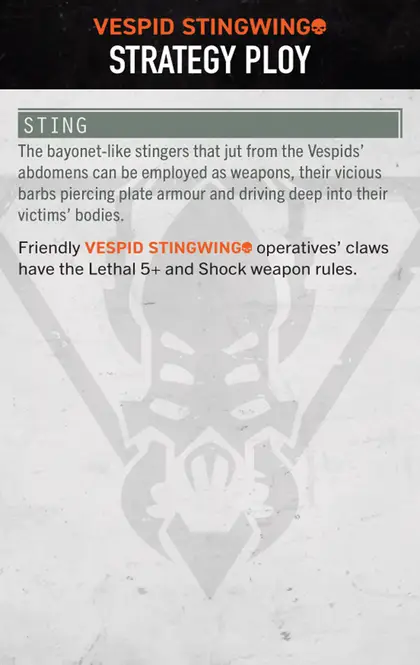 VESPID STINGWING
STRATEGY PLOY
STING
The bayonet-like stingers that jut from the Vespids’
abdomens can be employed as weapons, their vicious
barbs piercing plate armour and driving deep into their
victims’ bodies.
Friendly VESPID STINGWING operatives’ claws
have the Lethal 5+ and Shock weapon rules.